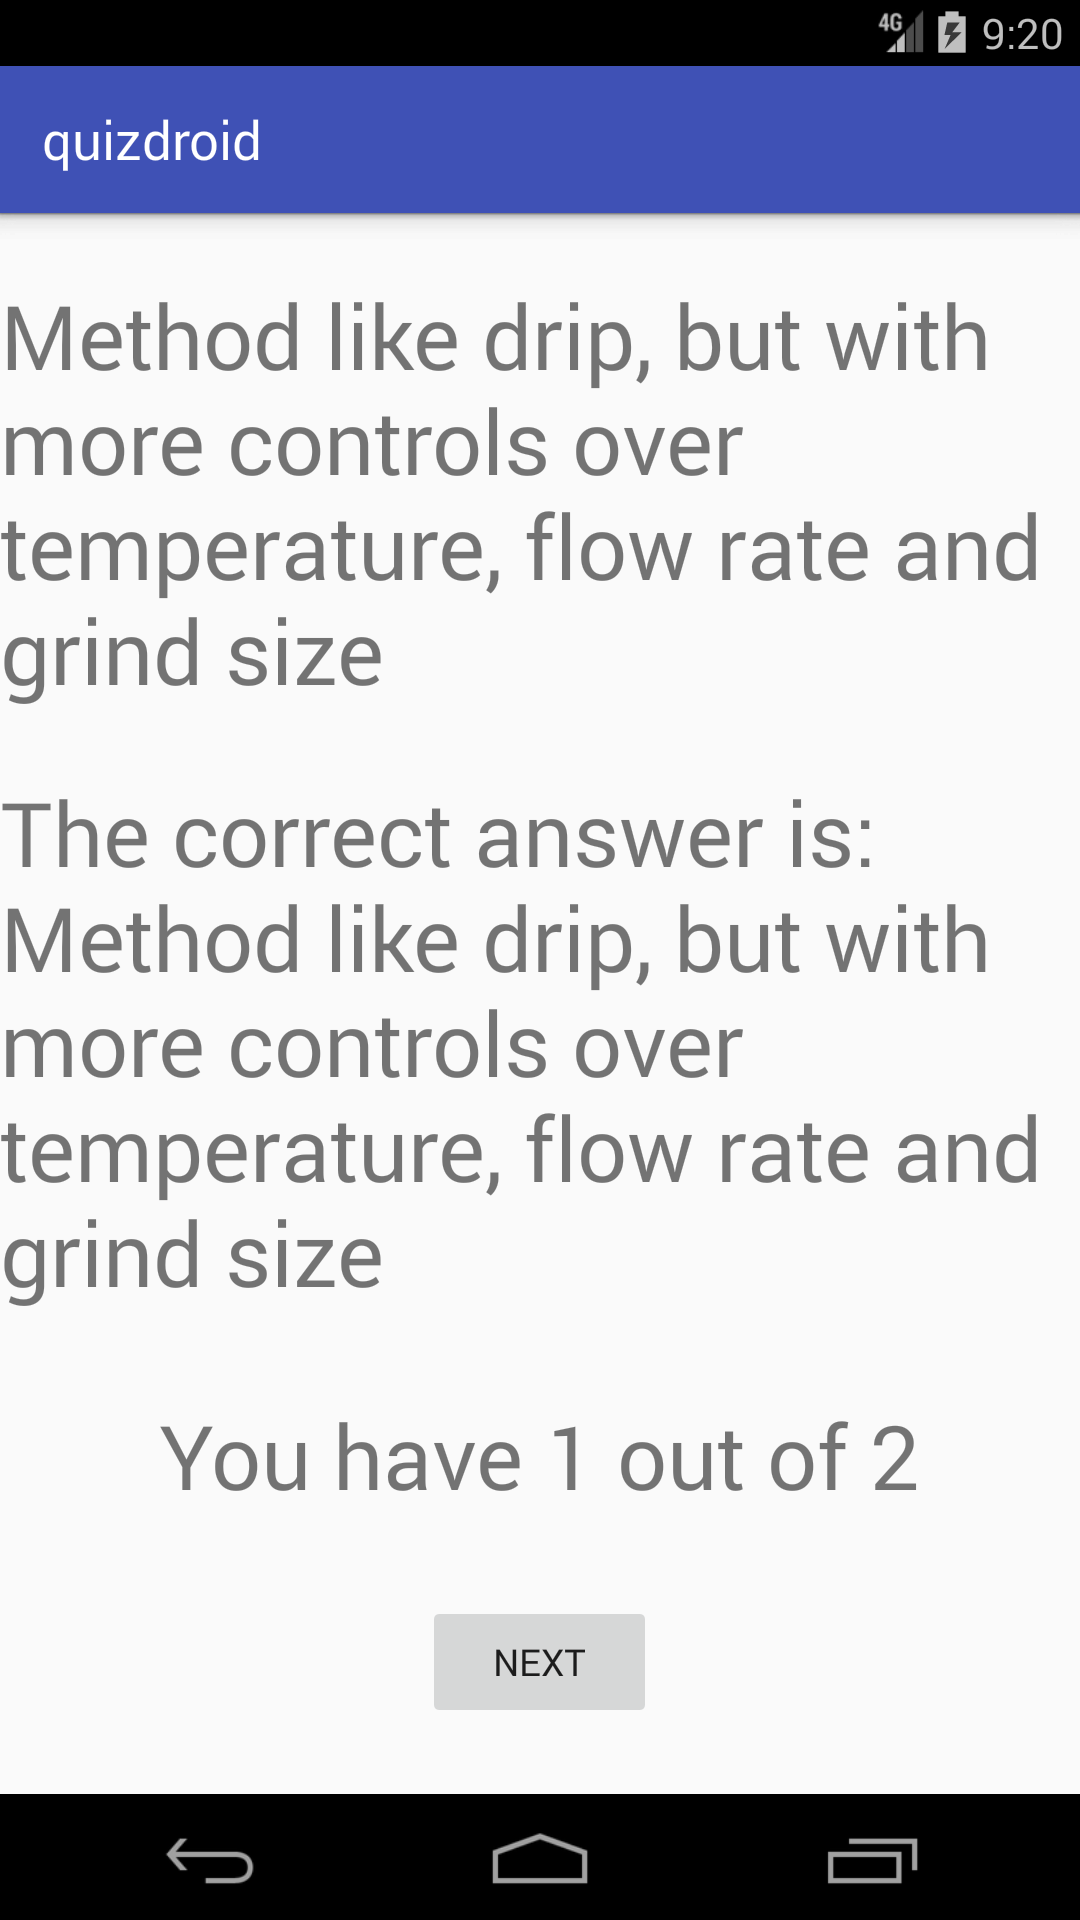 4G 9:20
quizdroid
Method like drip, but with
more controls over
temperature, flow rate and
grind size
The correct answer is:
Method like drip, but with
more controls over
temperature, flow rate and
grind size
You have 1 out of 2
NEXT